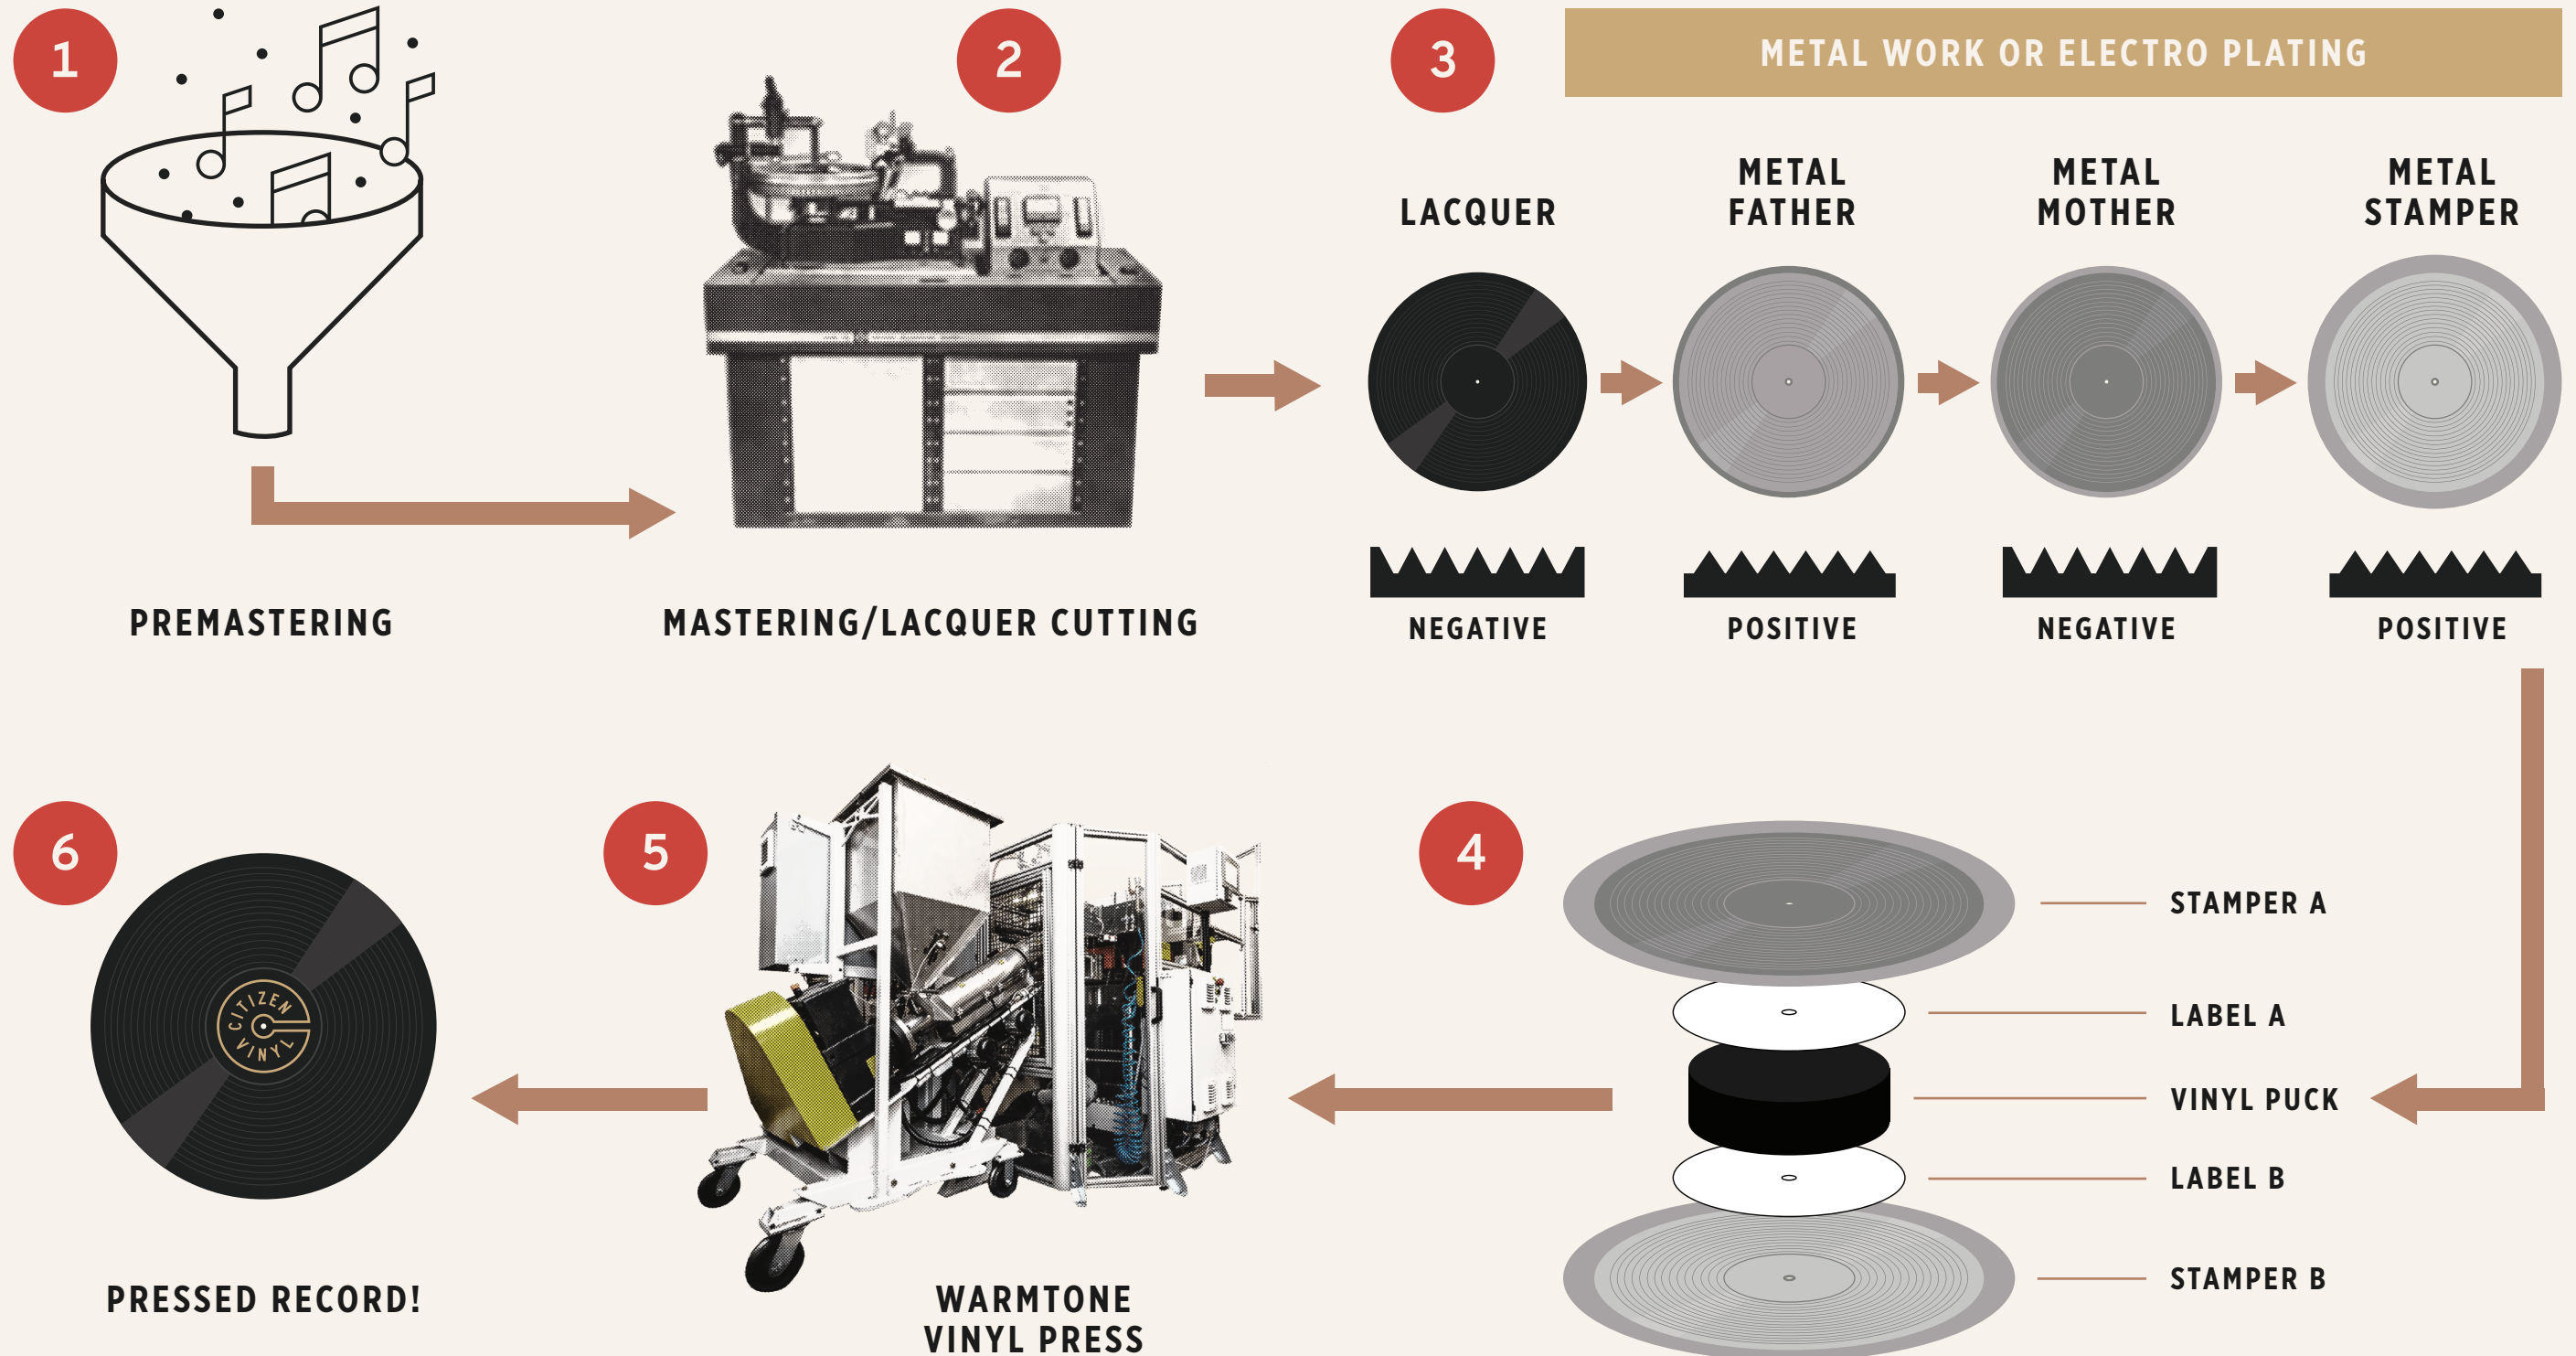 1
2
3
METAL WORK OR ELECTRO PLATING
LACQUER
METAL
FATHER
METAL
MOTHER
METAL
STAMPER
NEGATIVE
POSITIVE
NEGATIVE
POSITIVE
PREMASTERING
MASTERING/LACQUER CUTTING
6
CITIZEN
VINYL
PRESSED RECORD!
5
WARMTONE
VINYL PRESS
4
STAMPER A
LABEL A
VINYL PUCK
LABEL B
STAMPER B